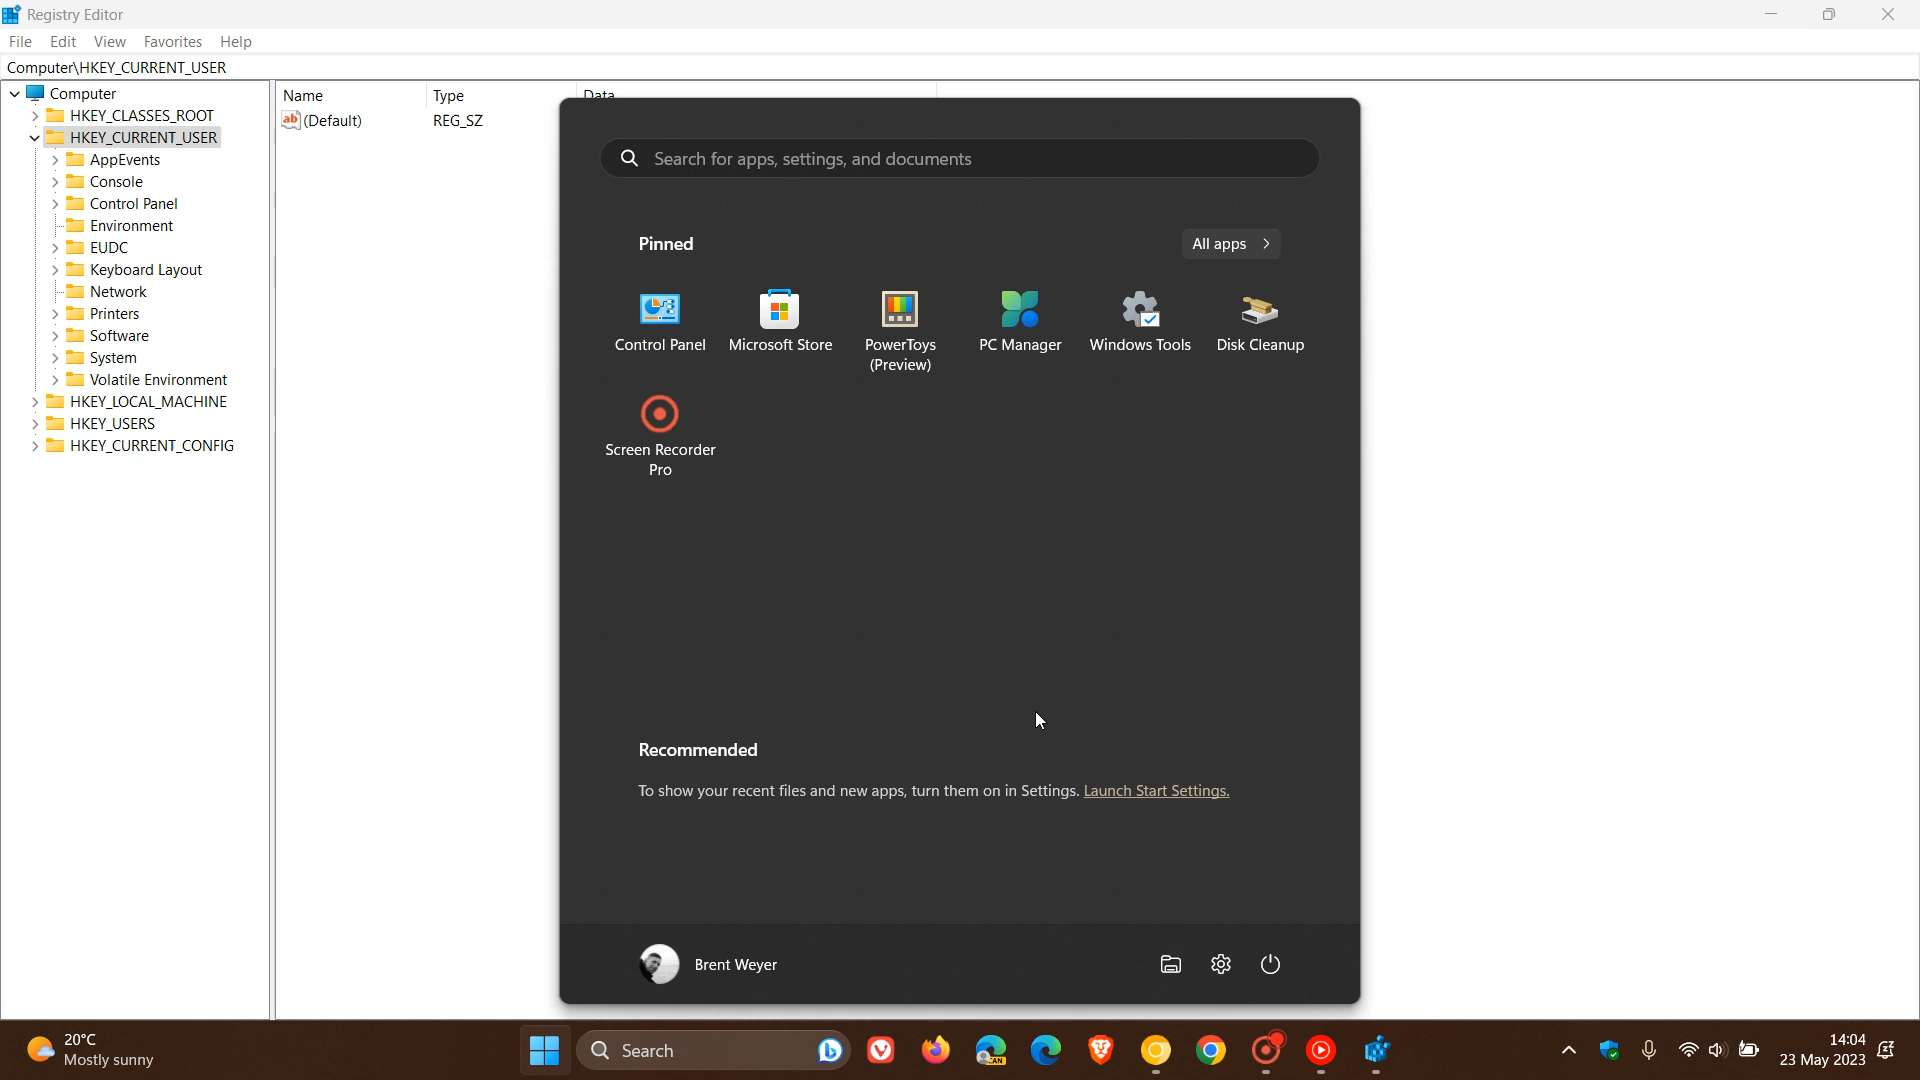 Registry Editor
File Edit View Favorites Help
Computer\HKEY_CURRENT_USER
Computer
HKEY_CLASSES_ROOT
HKEY_CURRENT_USER
AppEvents
Console
Control Panel
Environment
EUDC
Keyboard Layout
Network
Printers
Software
System
Volatile Environment
HKEY_LOCAL_MACHINE
HKEY_USERS
HKEY_CURRENT_CONFIG
Name Type Data
ab (Default) REG_SZ
Search for apps, settings, and documents
Pinned All apps
Control Panel Microsoft Store PowerToys PC Manager Windows Tools Disk Cleanup
(Preview)
Screen Recorder
Pro
Recommended
To show your recent files and new apps, turn them on in Settings. Launch Start Settings.
Brent Weyer
20°C
Mostly sunny
Search
CAN
14:04
23 May 2023